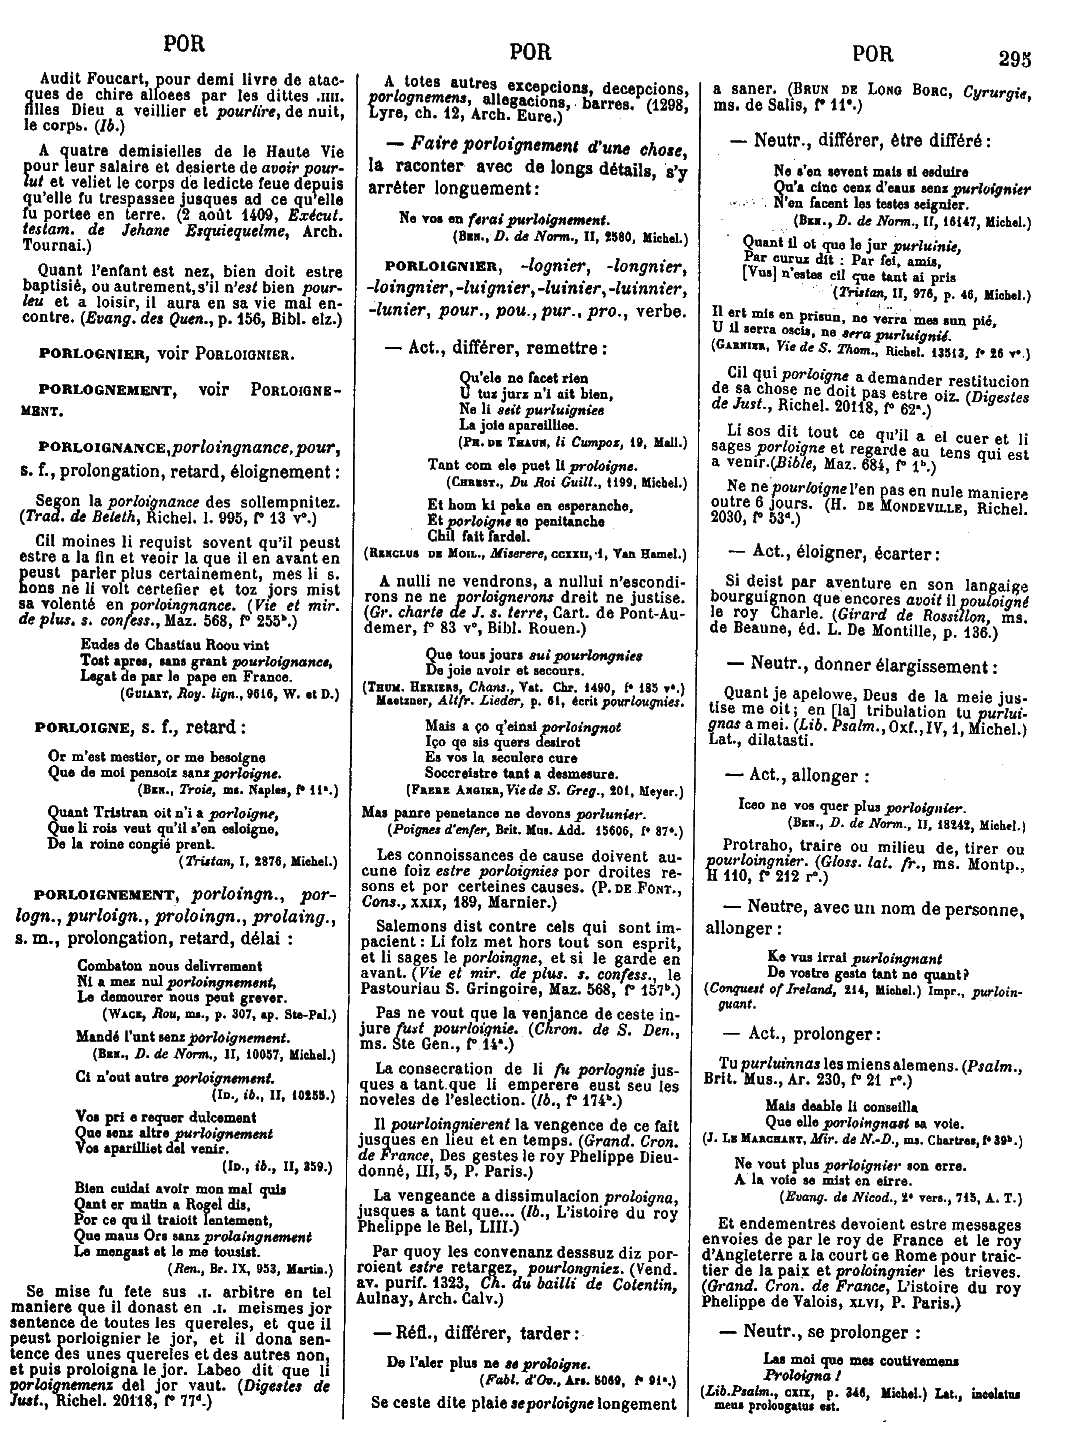 POR
Audit Foucart, pour demi livre de atac-
ques de chire alloees par les dittes .IIII.
filles Dieu a veillier et pourlire, de nuit,
le corps. (Ib.)
A quatre demisielles de le Haute Vie
pour leur salaire et desierte de avoir pour-
lut et veliet le corps de ledicte feue depuis
qu'elle fu trespassee jusques ad ce qu'elle
fu portee en terre. (2 août 1409, Exécut.
testam. de Jehane Esquiequelme, Arch.
Tournai.)
Quant l'enfant est nez, bien doit estre
baptisié, ou autrement, s'il n'est bien pour-
leu et a loisir, il aura en sa vie mal en-
contre. (Evang. des Quen., p. 156, Bibl. elz.)
PORLOGNIER, voir PORLOIGNIER.
PORLOGNEMENT, voir PORLOIGNE-
MENT.
PORLOIGNANCE, porloingnance, pour,
s. f., prolongation, retard, éloignement :
Segon la porloignance des sollempnitez.
(Trad. de Beleth, Richel. l. 995, f° 13 v°.)
Cil moines li requist sovent qu'il peust
estre a la fin et veoir la que il en avant en
peust parler plus certainement, mes li s.
hons ne li volt certefier et toz jors mist
sa volenté en porloingnance. (Vie et mir.
de plus. s. confess., Maz. 568, f° 255b.)
Eudes de Chastiau Roou vint
Tost apres, sans grant pourloignance,
Legat de par le pape en France.
(GUIART, Roy. lign., 9616, W. et D.)
PORLOIGNE, s. f., retard :
Or m'est mestier, or me besoigne
Que de moi pensoiz sanz porloigne.
(BEN., Troie, ms. Naples, f° 11a.)
Quant Tristran oit n'i a porloigne,
Que li rois veut qu'il s'en esloigne,
De la roine congié prent.
(Tristan, I, 2876, Michel.)
PORLOIGNEMENT, porloingn., por-
logn., purloign., proloingn., prolaing.,
s. m., prolongation, retard, délai :
Combaton nous delivrement
Ni a mez nul porloingnement,
Le demourer nous peut grever.
(WACE, Rou, ms., p. 307, ap. Ste-Pal.)
Mandé l'unt senz porloignement.
(BEN., D. de Norm., II, 10057, Michel.)
Ci n'out autre porloignement.
(ID., ib., II, 10255.)
Vos pri e requer dulcement
Que senz altre purloignement
Vos aparilliet del venir.
(ID., ib., II, 359.)
Bien cuidai avoir mon mal quis
Qant er matin a Rogel dis,
Por ce qu il traioit lentement,
Que maus Ors sanz prolaingnement
Le mengast et le me tousist.
(Ren., Br. IX, 953, Martin.)
Se mise fu fete sus .I. arbitre en tel
maniere que il donast en .I. meismes jor
sentence de toutes les quereles, et que il
peust porloignier le jor, et il dona sen-
tence des unes quereles et des autres non,
et puis proloigna le jor. Labeo dit que li
porloignemenz del jor vaut. (Digestes de
Just., Richel. 20118, f° 77d.)
POR
A totes autres excepcions, decepcions,
porlognemens, allegacions, barres. (1298,
Lyre, ch. 12, Arch. Eure.)
— Faire porloignement d'une chose,
la raconter avec de longs détails, s'y
arrêter longuement :
Ne vos en ferai purloignement.
(BEN., D. de Norm., II, 2580, Michel.)
PORLOIGNIER, -lognier, -longnier,
-loingnier, -luignier, -luinier, -luinnier,
-lunier, pour., pou., pur., pro., verbe.
— Act., différer, remettre :
Qu'ele ne facet rien
U tuz jurz n'i ait bien,
Ne li seit purluigniee
La joie apareilliee.
(PH. DE THAUN, li Cumpoz, 19, Mall.)
Tant com ele puet li proloigne.
(CHREST., Du Roi Guill., 1199, Michel.)
Et hom ki peke en esperanche,
Et porloigne se penitanche
Chil fait fardel.
(RENCLUS DE MOIL., Miserere, CCXXII, 1, Van Hamel.)
A nulli ne vendrons, a nullui n'escondi-
rons ne ne porloignerons dreit ne justise.
(Gr. charte de J. s. terre, Cart. de Pont-Au-
demer, f° 83 v°, Bibl. Rouen.)
Que tous jours sui pourlongnies
De joie avoir et secours.
(THUM. HERIERS, Chans., Vat. Chr. 1490, f° 185 v°.)
Maetzner, Altfr. Lieder, p. 61, écrit pourlougnies.
Mais a ço q'einsi porloingnot
Iço qe sis quers desirot
Es vos la seculere cure
Soccreistre tant a desmesure.
(FRERE ANGIER, Vie de S. Greg., 201, Meyer.)
Mas panre penetance ne devons porlunier.
(Poignes d'enfer, Brit. Mus. Add. 15606, f° 87a.)
Les connoissances de cause doivent au-
cune foiz estre porloignies por droites re-
sons et por certeines causes. (P. DE FONT.,
Cons., XXIX, 189, Marnier.)
Salemons dist contre cels qui sont im-
pacient : Li folz met hors tout son esprit,
et li sages le porloingne, et si le garde en
avant. (Vie et mir. de plus. s. confess., le
Pastouriau S. Gringoire, Maz. 568, f° 157b.)
Pas ne vout que la venjance de ceste in-
jure fust pourloignie. (Chron. de S. Den.,
ms. Ste Gen., f° 14a.)
La consecration de li fu porlognie jus-
ques a tant que li emperere eust seu les
noveles de l'eslection. (Ib., f° 174b.)
Il pourloingnierent la vengence de ce fait
jusques en lieu et en temps. (Grand. Cron.
de France, Des gestes le roy Phelippe Dieu-
donné, III, 5, P. Paris.)
La vengeance a dissimulacion proloigna,
jusques a tant que... (Ib., L'istoire du roy
Phelippe le Bel, LIII.)
Par quoy les convenanz desssuz diz por-
roient estre retargez, pourlongniez. (Vend.
av. purif. 1323, Ch. du bailli de Cotentin,
Aulnay, Arch. Calv.)
— Réfl., différer, tarder :
De l'aler plus ne se proloigne.
(Fabl. d'Ov., Ars. 5069, f° 91a.)
Se ceste dite plaie se porloigne longement
POR 295
a saner. (BRUN DE LONG BORC, Cyrurgie,
ms. de Salis, f° 11a.)
— Neutr., différer, être différé :
Ne s'en sevent mais si esduire
Qu'a cinc cenz d'eaus senz purloignier
N'en facent les testes seignier.
(BEN., D. de Norm., II, 16147, Michel.)
Quant il ot que le jur purluinie,
Par curuz dit : Par fei, amis,
[Vus] n'estes cil que tant ai pris
(Tristan, II, 976, p. 46, Michel.)
Il ert mis en prisun, ne verra mes sun pié,
U il serra oscis, ne sera purluignié.
(GARNIER, Vie de S. Thom., Richel. 13513, f° 26 v°.)
Cil qui porloigne a demander restitucion
de sa chose ne doit pas estre oiz. (Digestes
de Just., Richel. 20118, f° 62a.)
Li sos dit tout ce qu'il a el cuer et li
sages porloigne et regarde au tens qui est
a venir. (Bible, Maz. 684, f° 1b.)
Ne ne pourloigne l'en pas en nule maniere
outre 6 jours. (H. DE MONDEVILLE, Richel.
2030, f° 53d.)
— Act., éloigner, écarter :
Si deist par aventure en son langaige
bourguignon que encores avoit il pouloigné
le roy Charle. (Girard de Rossillon, ms.
de Beaune, éd. L. De Montille, p. 136.)
— Neutr., donner élargissement :
Quant je apelowe, Deus de la meie jus-
tise me oit ; en [la] tribulation tu purlui-
gnas a mei. (Lib. Psalm., Oxf., IV, 1, Michel.)
Lat., dilatasti.
— Act., allonger :
Iceo ne vos quer plus porloignier.
(BEN., D. de Norm., II, 18242, Michel.)
Protraho, traire ou milieu de, tirer ou
pourloingnier. (Gloss. lat. fr., ms. Montp.,
H 110, f° 212 r°.)
— Neutre, avec un nom de personne,
allonger :
Ke vus irrai purloingnant
De vostre geste tant ne quant?
(Conquest of Ireland, 214, Michel.) Impr., purloin-
guant.
— Act., prolonger :
Tu purluinnas les miens alemens. (Psalm.,
Brit. Mus., Ar. 230, f° 21 r°.)
Mais deable li conseilla
Que elle porloingnast sa voie.
(J. LE MARCHANT, Mir. de N.-D., ms. Chartres, f° 39b.)
Ne vout plus porloignier son erre.
A la voie se mist en eirre.
(Evang. de Nicod., 2e vers., 715, A. T.)
Et endementres devoient estre messages
envoies de par le roy de France et le roy
d'Angleterre a la court de Rome pour traic-
tier de la paix et proloingnier les trieves.
(Grand. Cron. de France, L'istoire du roy
Phelippe de Valois, XLVI, P. Paris.)
— Neutr., se prolonger :
Las moi que mes coutivemens
Proloigna !
(Lib. Psalm., CXIX, p. 346, Michel.) Lat., incolatus
meus prolongatus est.